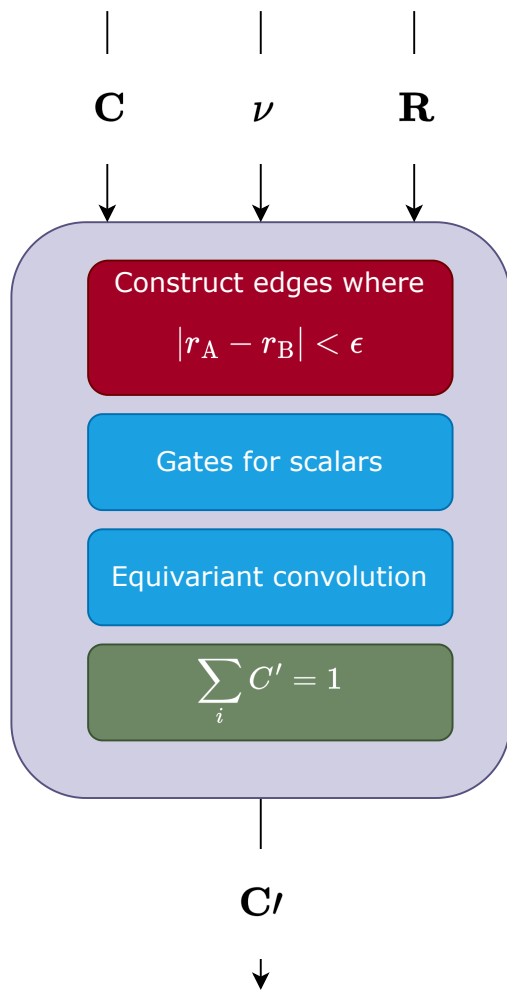 C ν R
Construct edges where
|r_A − r_B| < ϵ
Gates for scalars
Equivariant convolution
∑_i C′ = 1
C′